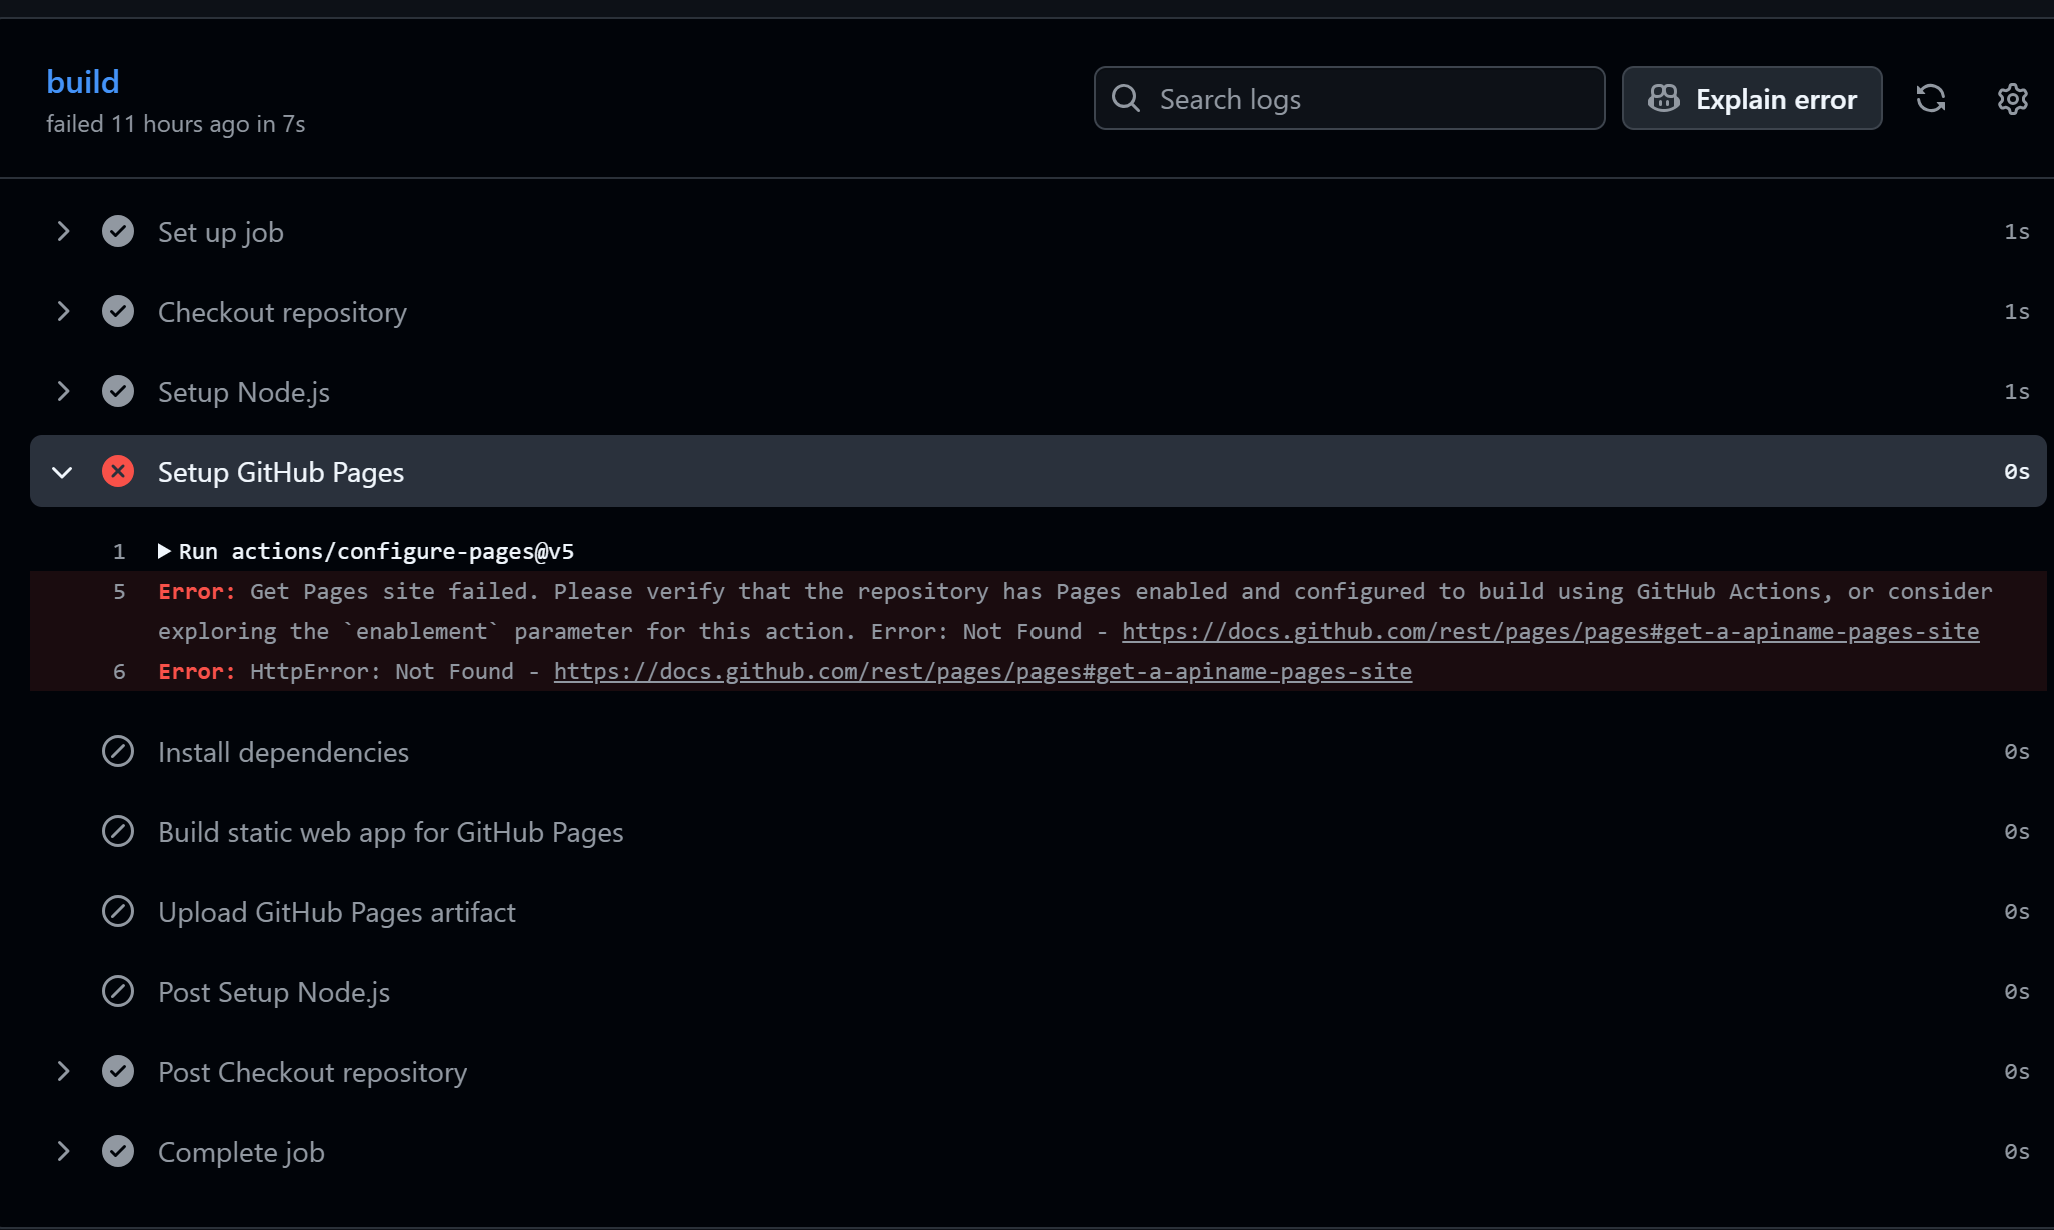 build
failed 11 hours ago in 7s
Search logs
Explain error
Set up job 1s
Checkout repository 1s
Setup Node.js 1s
Setup GitHub Pages 0s
1 Run actions/configure-pages@v5
5 Error: Get Pages site failed. Please verify that the repository has Pages enabled and configured to build using GitHub Actions, or consider
exploring the `enablement` parameter for this action. Error: Not Found - https://docs.github.com/rest/pages/pages#get-a-apiname-pages-site
6 Error: HttpError: Not Found - https://docs.github.com/rest/pages/pages#get-a-apiname-pages-site
Install dependencies 0s
Build static web app for GitHub Pages 0s
Upload GitHub Pages artifact 0s
Post Setup Node.js 0s
Post Checkout repository 0s
Complete job 0s